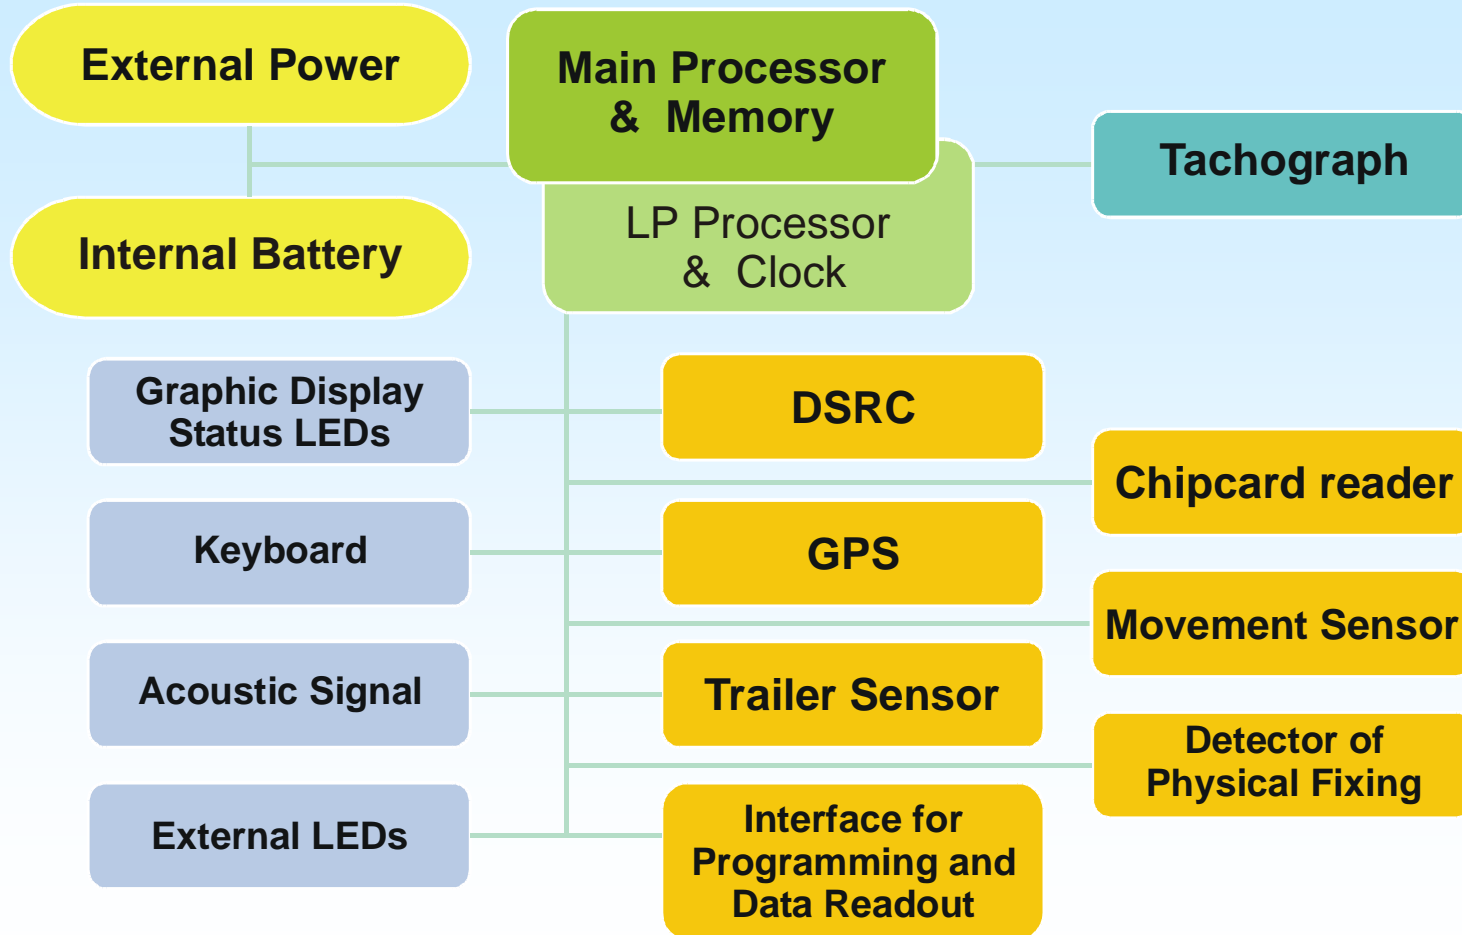 External Power
Main Processor
& Memory
Tachograph
LP Processor
& Clock
Internal Battery
Graphic Display
Status LEDs
DSRC
Chipcard reader
Keyboard
GPS
Movement Sensor
Acoustic Signal
Trailer Sensor
Detector of
Physical Fixing
External LEDs
Interface for
Programming and
Data Readout